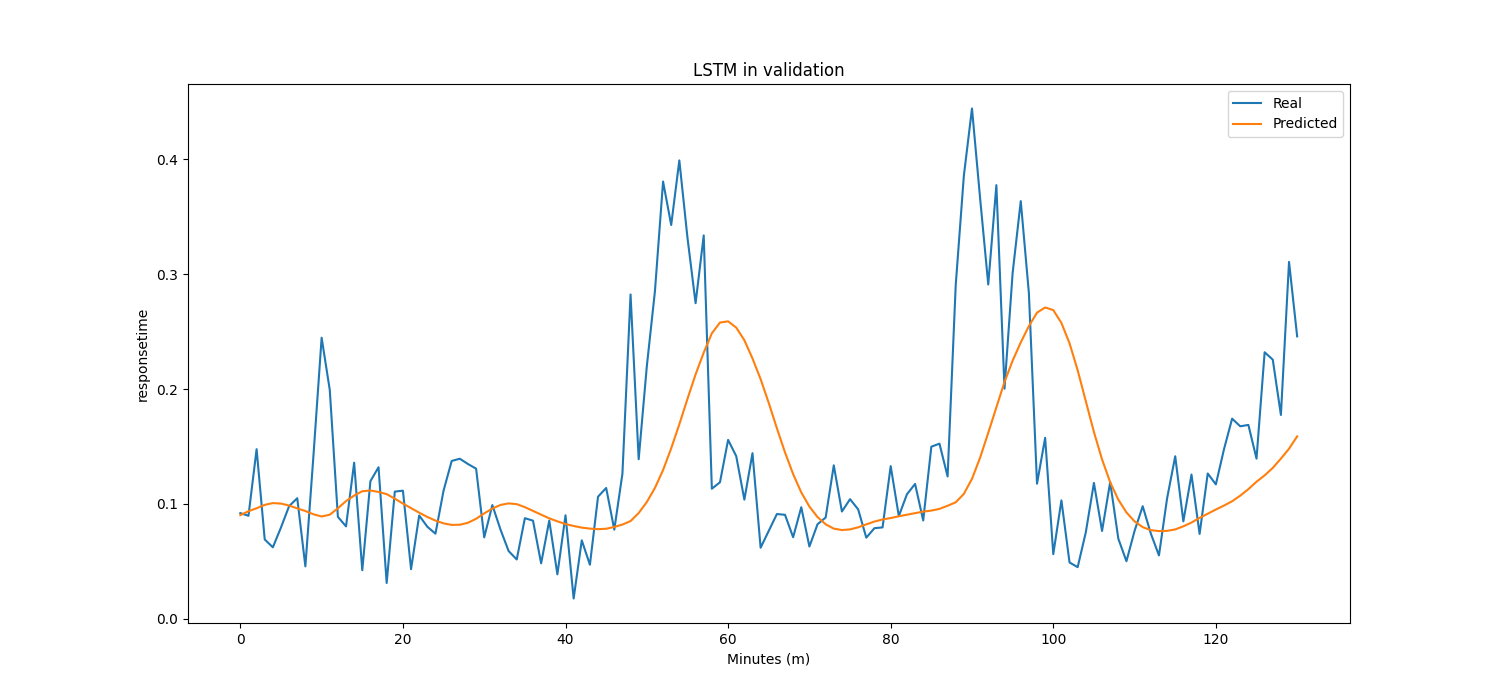 LSTM in validation
Real
Predicted
0.4
0.3
0.2
0.1
0.0
responsetime
0 20 40 60 80 100 120
Minutes (m)